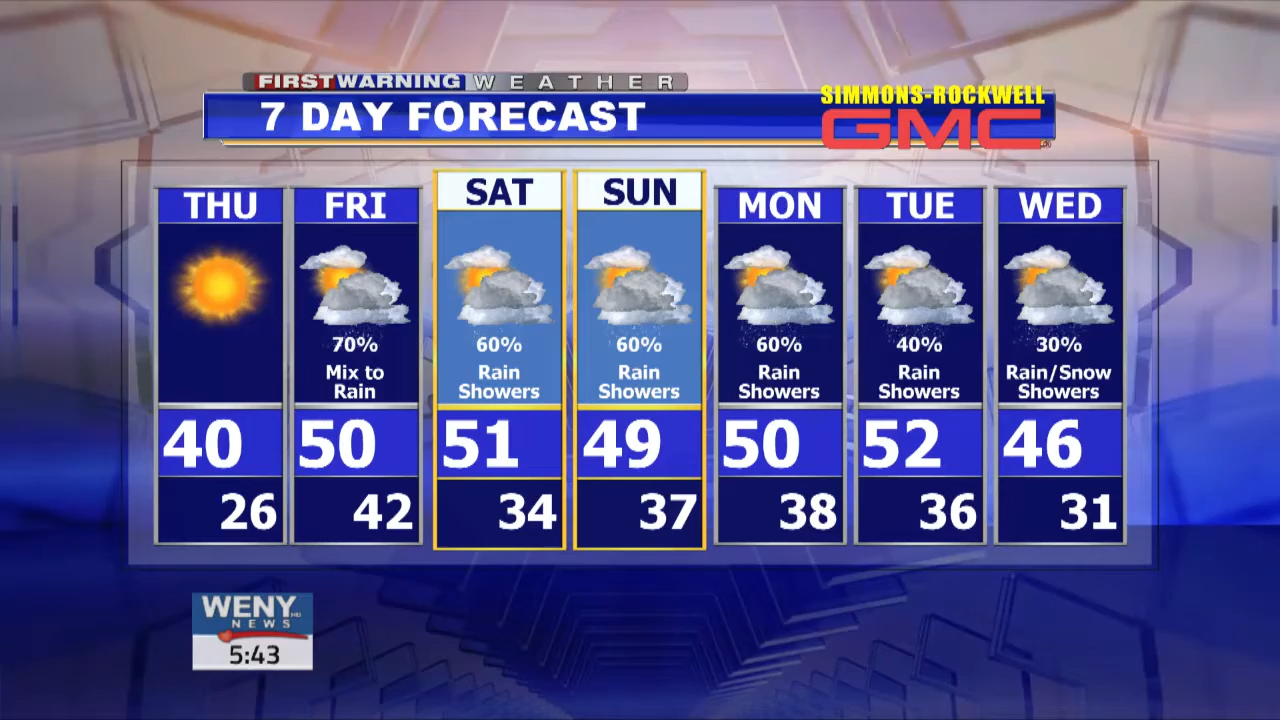 FIRSTWARNING WEATHER
7 DAY FORECAST
SIMMONS-ROCKWELL
GMC
THU
FRI
SAT
SUN
MON
TUE
WED
70%
60%
60%
60%
40%
30%
Mix to
Rain
Rain
Showers
Rain
Showers
Rain
Showers
Rain
Showers
Rain/Snow
Showers
40
50
51
49
50
52
46
26
42
34
37
38
36
31
WENY HD
NEWS
5:43